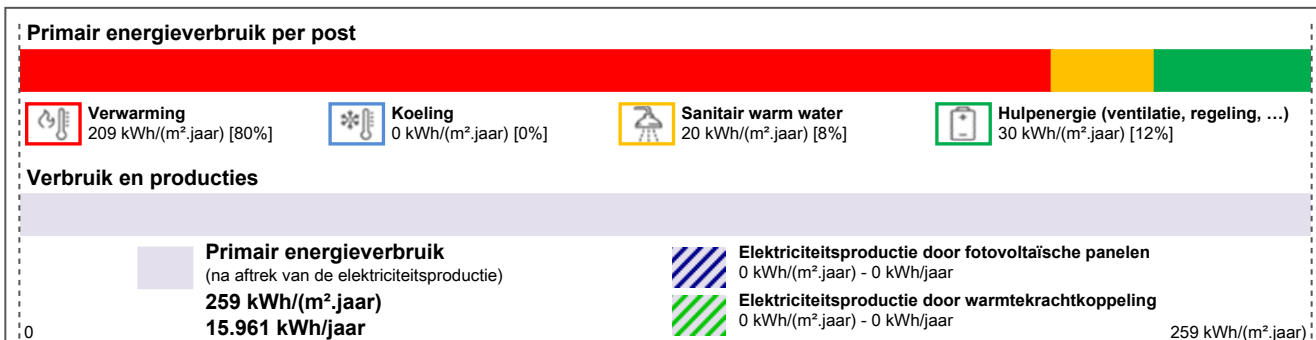 Primair energieverbruik per post
Verwarming
209 kWh/(m².jaar) [80%]
Koeling
0 kWh/(m².jaar) [0%]
Sanitair warm water
20 kWh/(m².jaar) [8%]
Hulpenergie (ventilatie, regeling, …)
30 kWh/(m².jaar) [12%]
Verbruik en producties
Primair energieverbruik
(na aftrek van de elektriciteitsproductie)
259 kWh/(m².jaar)
15.961 kWh/jaar
Elektriciteitsproductie door fotovoltaïsche panelen
0 kWh/(m².jaar) - 0 kWh/jaar
Elektriciteitsproductie door warmtekrachtkoppeling
0 kWh/(m².jaar) - 0 kWh/jaar
0
259 kWh/(m².jaar)